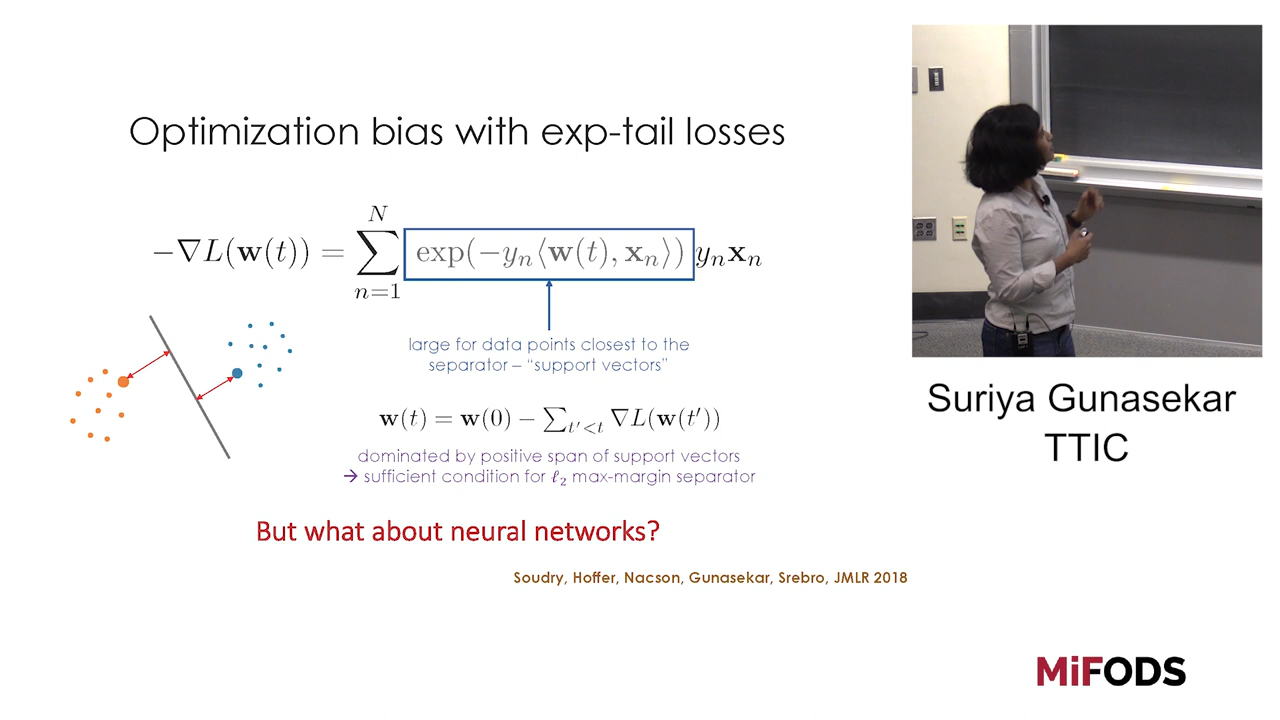 Optimization bias with exp-tail losses
−∇L(w(t)) = ∑_{n=1}^{N} exp(−y_n⟨w(t), x_n⟩) y_n x_n
large for data points closest to the
separator – “support vectors”
w(t) = w(0) − ∑_{t′<t} ∇L(w(t′))
dominated by positive span of support vectors
→ sufficient condition for ℓ₂ max-margin separator
But what about neural networks?
Soudry, Hoffer, Nacson, Gunasekar, Srebro, JMLR 2018
Suriya Gunasekar
TTIC
MiFODS